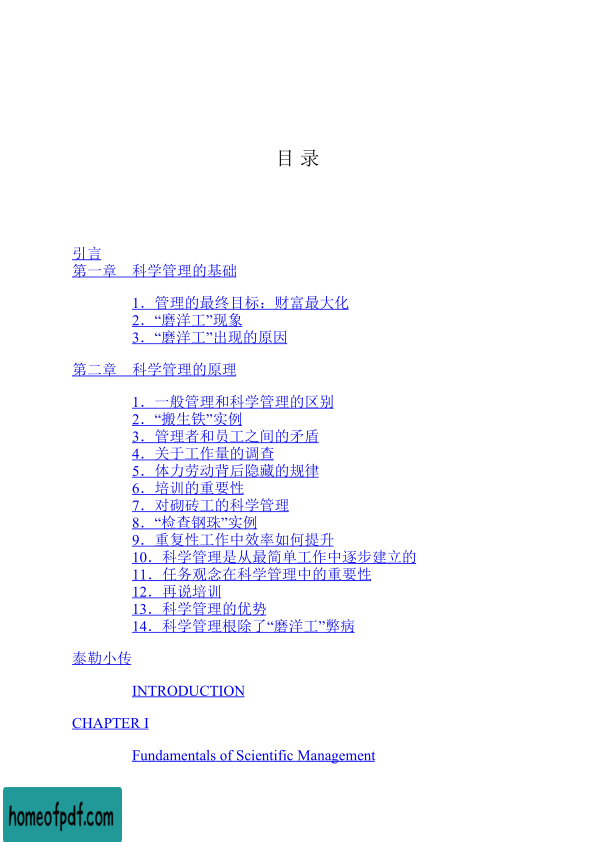 目 录
引言
第一章 科学管理的基础
1．管理的最终目标：财富最大化
2．“磨洋工”现象
3．“磨洋工”出现的原因
第二章 科学管理的原理
1．一般管理和科学管理的区别
2．“搬生铁”实例
3．管理者和员工之间的矛盾
4．关于工作量的调查
5．体力劳动背后隐藏的规律
6．培训的重要性
7．对砌砖工的科学管理
8．“检查钢珠”实例
9．重复性工作中效率如何提升
10．科学管理是从最简单工作中逐步建立的
11．任务观念在科学管理中的重要性
12．再说培训
13．科学管理的优势
14．科学管理根除了“磨洋工”弊病
泰勒小传
INTRODUCTION
CHAPTER I
Fundamentals of Scientific Management
homeofpdf.com